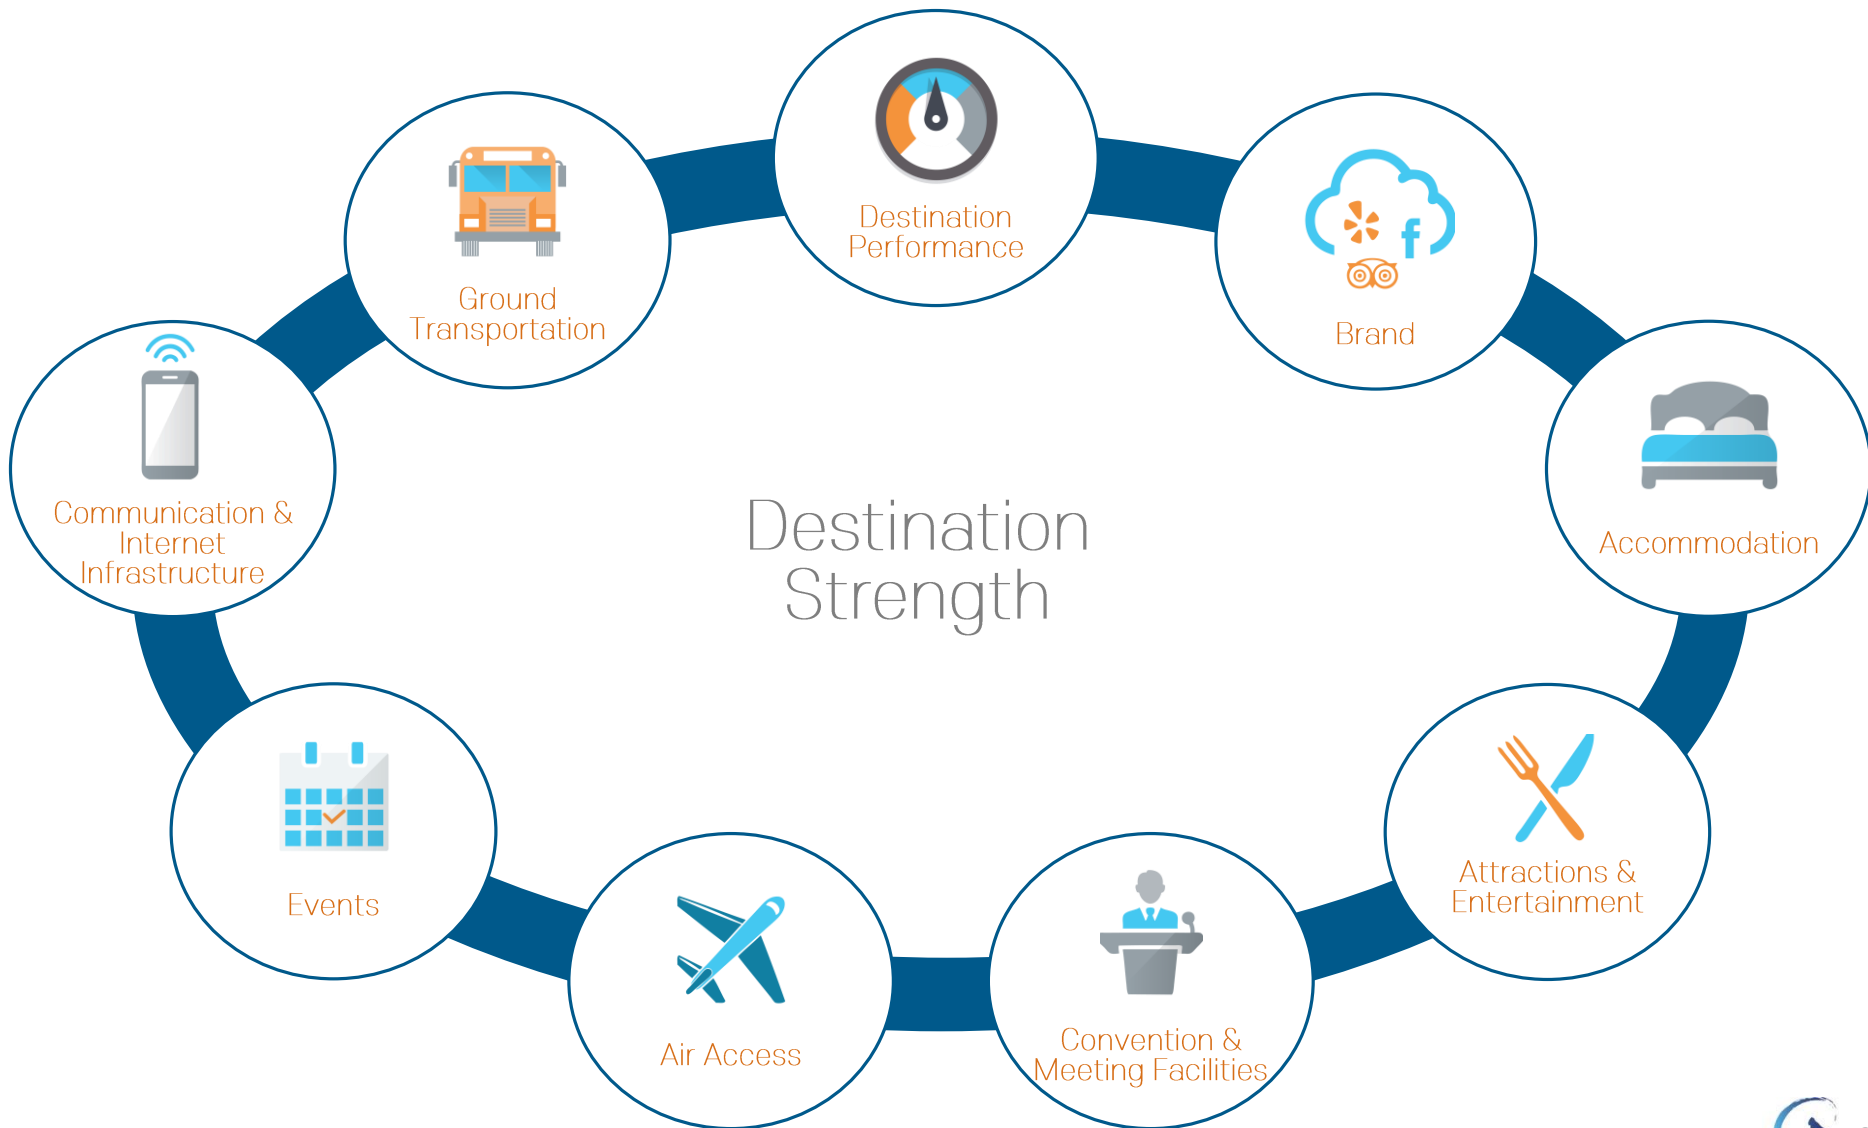 Destination
Performance
Brand
Ground
Transportation
Accommodation
Communication &
Internet
Infrastructure
Destination
Strength
Attractions &
Entertainment
Events
Convention &
Meeting Facilities
Air Access
f